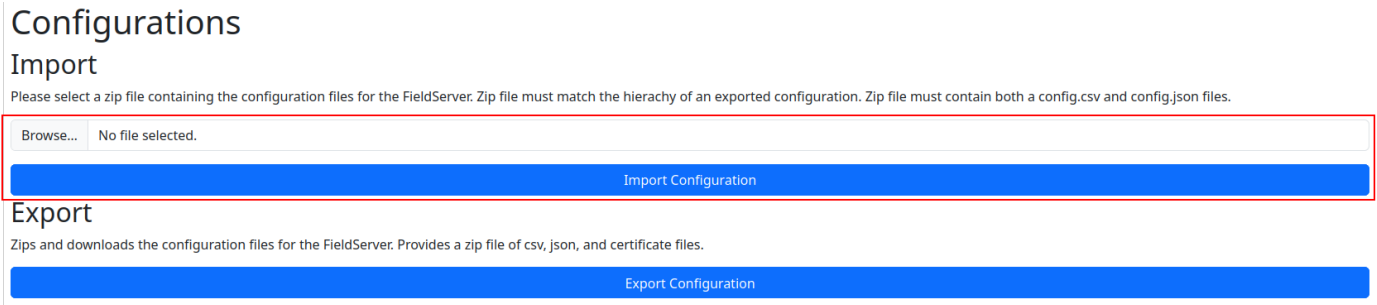 Configurations
Import
Please select a zip file containing the configuration files for the FieldServer. Zip file must match the hierachy of an exported configuration. Zip file must contain both a config.csv and config.json files.
Browse... No file selected.
Import Configuration
Export
Zips and downloads the configuration files for the FieldServer. Provides a zip file of csv, json, and certificate files.
Export Configuration